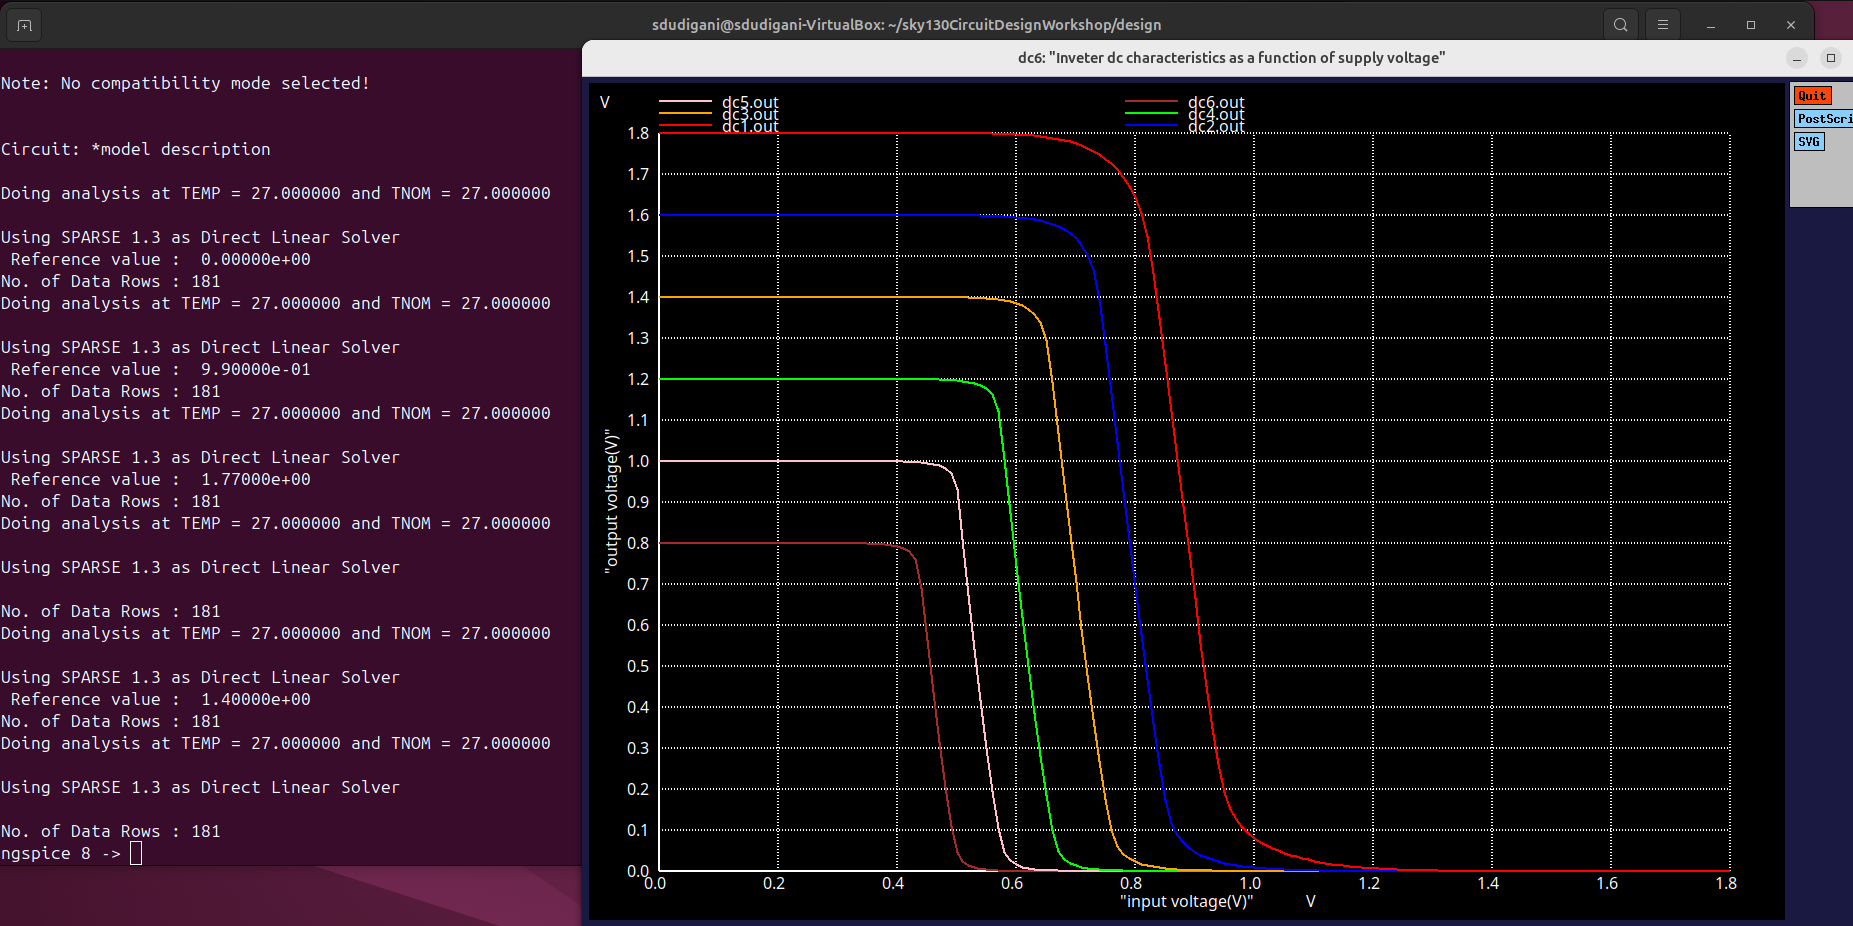 sdudigani@sdudigani-VirtualBox: ~/sky130CircuitDesignWorkshop/design
Note: No compatibility mode selected!
Circuit: *model description
Doing analysis at TEMP = 27.000000 and TNOM = 27.000000
Using SPARSE 1.3 as Direct Linear Solver
Reference value :  0.00000e+00
No. of Data Rows : 181
Doing analysis at TEMP = 27.000000 and TNOM = 27.000000
Using SPARSE 1.3 as Direct Linear Solver
Reference value :  9.90000e-01
No. of Data Rows : 181
Doing analysis at TEMP = 27.000000 and TNOM = 27.000000
Using SPARSE 1.3 as Direct Linear Solver
Reference value :  1.77000e+00
No. of Data Rows : 181
Doing analysis at TEMP = 27.000000 and TNOM = 27.000000
Using SPARSE 1.3 as Direct Linear Solver
No. of Data Rows : 181
Doing analysis at TEMP = 27.000000 and TNOM = 27.000000
Using SPARSE 1.3 as Direct Linear Solver
Reference value :  1.40000e+00
No. of Data Rows : 181
Doing analysis at TEMP = 27.000000 and TNOM = 27.000000
Using SPARSE 1.3 as Direct Linear Solver
No. of Data Rows : 181
ngspice 8 ->
dc6: "Inveter dc characteristics as a function of supply voltage"
V
dc5.out
dc6.out
dc3.out
dc4.out
dc1.out
dc2.out
Quit
PostScri
SVG
1.8
1.7
1.6
1.5
1.4
1.3
1.2
1.1
1.0
0.9
0.8
0.7
0.6
0.5
0.4
0.3
0.2
0.1
0.0
"output voltage(V)"
0.0 0.2 0.4 0.6 0.8 1.0 1.2 1.4 1.6 1.8
"input voltage(V)" V